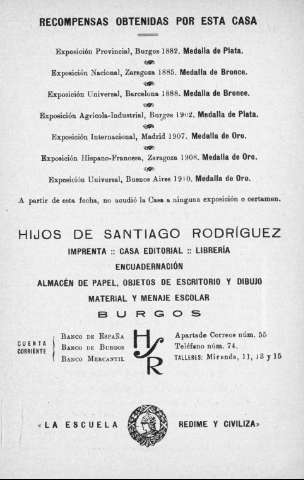 RECOMPENSAS OBTENIDAS POR ESTA CASA
Exposición Provincial, Burgos 1882. Medalla de Plata.
Exposición Nacional, Zaragoza 1885. Medalla de Bronce.
Exposición Universal, Barcelona 1888. Medalla de Bronce.
Exposición Agrícola-Industrial, Burgos 1902. Medalla de Plata.
Exposición Internacional, Madrid 1907. Medalla de Oro.
Exposición Hispano-Francesa, Zaragoza 1908. Medalla de Oro.
Exposición Universal, Buenos Aires 1910. Medalla de Oro.
A partir de esta fecha, no acudió la Casa a ninguna exposición o certamen.
HIJOS DE SANTIAGO RODRÍGUEZ
IMPRENTA :: CASA EDITORIAL :: LIBRERÍA
ENCUADERNACIÓN
ALMACÉN DE PAPEL, OBJETOS DE ESCRITORIO Y DIBUJO
MATERIAL Y MENAJE ESCOLAR
BURGOS
CUENTA CORRIENTE
BANCO DE ESPAÑA
BANCO DE BURGOS
BANCO MERCANTIL
HSR
Apartado Correos núm. 55
Teléfono núm. 74.
TALLERES: Miranda, 11, 13 y 15
«LA ESCUELA REDIME Y CIVILIZA»